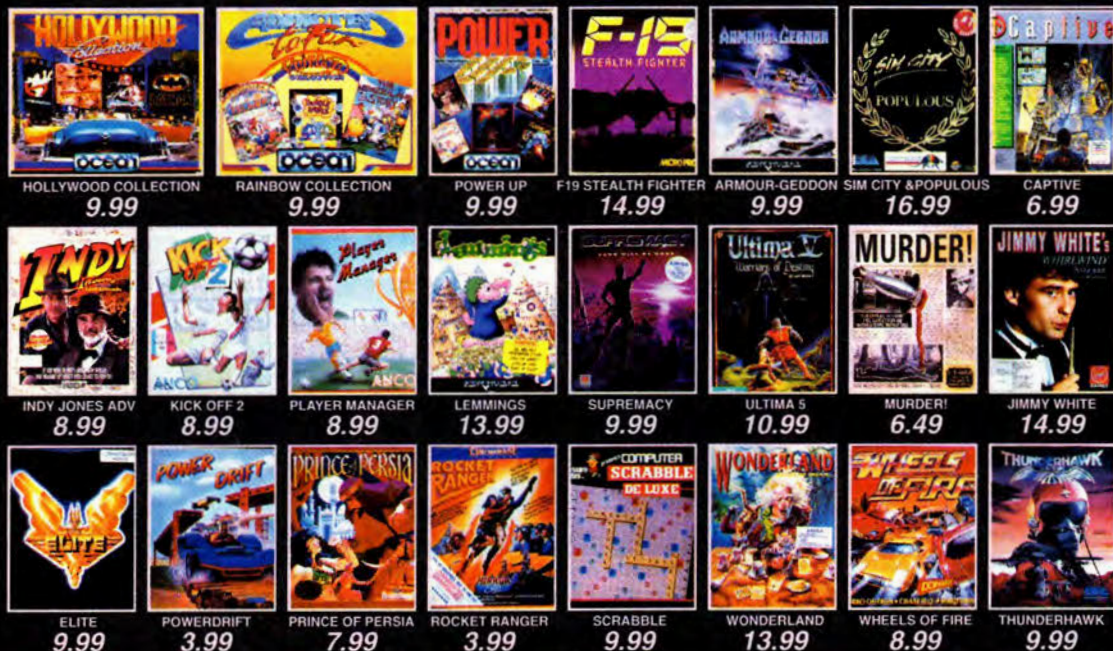 HOLLYWOOD
Collection
ocean
ocean
POWER
ocean
F-19
STEALTH FIGHTER
ARMOUR-GEDDON
SIM CITY
POPULOUS
Captive
HOLLYWOOD COLLECTION
RAINBOW COLLECTION
POWER UP
F19 STEALTH FIGHTER
ARMOUR-GEDDON
SIM CITY &POPULOUS
CAPTIVE
9.99
9.99
9.99
14.99
9.99
16.99
6.99
INDY
KICK
OFF 2
ANCO
Player
Manager
ANCO
Lemmings
SUPREMACY
Ultima V
Warriors of Destiny
MURDER!
JIMMY WHITE's
WHIRLWIND
INDY JONES ADV
KICK OFF 2
PLAYER MANAGER
LEMMINGS
SUPREMACY
ULTIMA 5
MURDER!
JIMMY WHITE
8.99
8.99
8.99
13.99
9.99
10.99
6.49
14.99
ELITE
POWER DRIFT
PRINCE OF PERSIA
ROCKET
RANGER
COMPUTER
SCRABBLE
DE LUXE
WONDERLAND
WHEELS
OF FIRE
THUNDERHAWK
ELITE
POWERDRIFT
PRINCE OF PERSIA
ROCKET RANGER
SCRABBLE
WONDERLAND
WHEELS OF FIRE
THUNDERHAWK
9.99
3.99
7.99
3.99
9.99
13.99
8.99
9.99